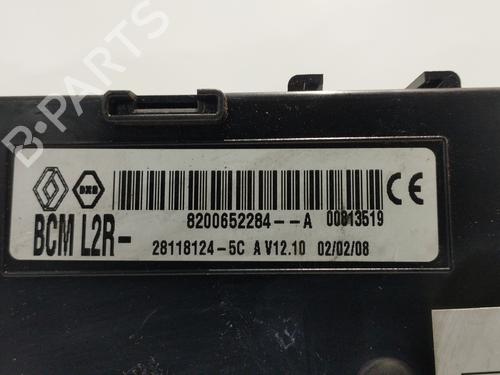 8200652284--A 00813519
BCM L2R-
28118124-5C A V12.10 02/02/08
CE
B-PARTS